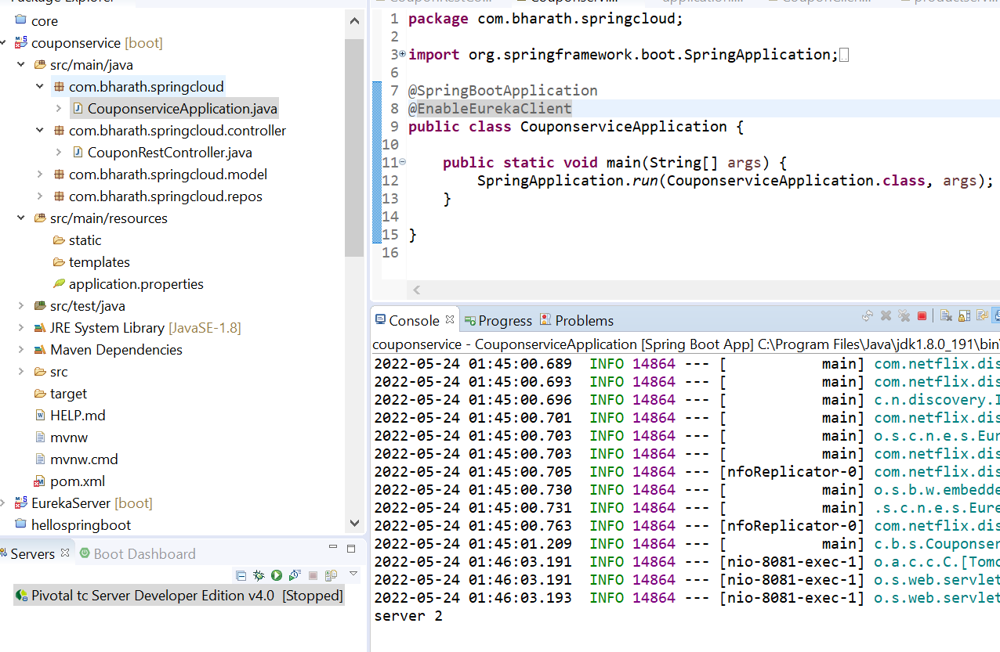 core
couponservice [boot]
src/main/java
com.bharath.springcloud
CouponserviceApplication.java
com.bharath.springcloud.controller
CouponRestController.java
com.bharath.springcloud.model
com.bharath.springcloud.repos
src/main/resources
static
templates
application.properties
src/test/java
JRE System Library [JavaSE-1.8]
Maven Dependencies
src
target
HELP.md
mvnw
mvnw.cmd
pom.xml
EurekaServer [boot]
hellospringboot
Servers
Boot Dashboard
Pivotal tc Server Developer Edition v4.0 [Stopped]
1 package com.bharath.springcloud;
2
3 import org.springframework.boot.SpringApplication;
6
7 @SpringBootApplication
8 @EnableEurekaClient
9 public class CouponserviceApplication {
10
11 public static void main(String[] args) {
12 SpringApplication.run(CouponserviceApplication.class, args);
13 }
14
15 }
16
Console
Progress
Problems
couponservice - CouponserviceApplication [Spring Boot App] C:\Program Files\Java\jdk1.8.0_191\bin\
2022-05-24 01:45:00.689 INFO 14864 --- [ main] com.netflix.dis
2022-05-24 01:45:00.693 INFO 14864 --- [ main] com.netflix.dis
2022-05-24 01:45:00.696 INFO 14864 --- [ main] c.n.discovery.I
2022-05-24 01:45:00.701 INFO 14864 --- [ main] com.netflix.dis
2022-05-24 01:45:00.703 INFO 14864 --- [ main] o.s.c.n.e.s.Eur
2022-05-24 01:45:00.703 INFO 14864 --- [ main] com.netflix.dis
2022-05-24 01:45:00.705 INFO 14864 --- [nfoReplicator-0] com.netflix.dis
2022-05-24 01:45:00.730 INFO 14864 --- [ main] o.s.b.w.embedde
2022-05-24 01:45:00.731 INFO 14864 --- [ main] .s.c.n.e.s.Eure
2022-05-24 01:45:00.763 INFO 14864 --- [nfoReplicator-0] com.netflix.dis
2022-05-24 01:45:01.209 INFO 14864 --- [ main] c.b.s.Couponser
2022-05-24 01:46:03.191 INFO 14864 --- [nio-8081-exec-1] o.a.c.c.C.[Tomc
2022-05-24 01:46:03.191 INFO 14864 --- [nio-8081-exec-1] o.s.web.servlet
2022-05-24 01:46:03.193 INFO 14864 --- [nio-8081-exec-1] o.s.web.servlet
server 2